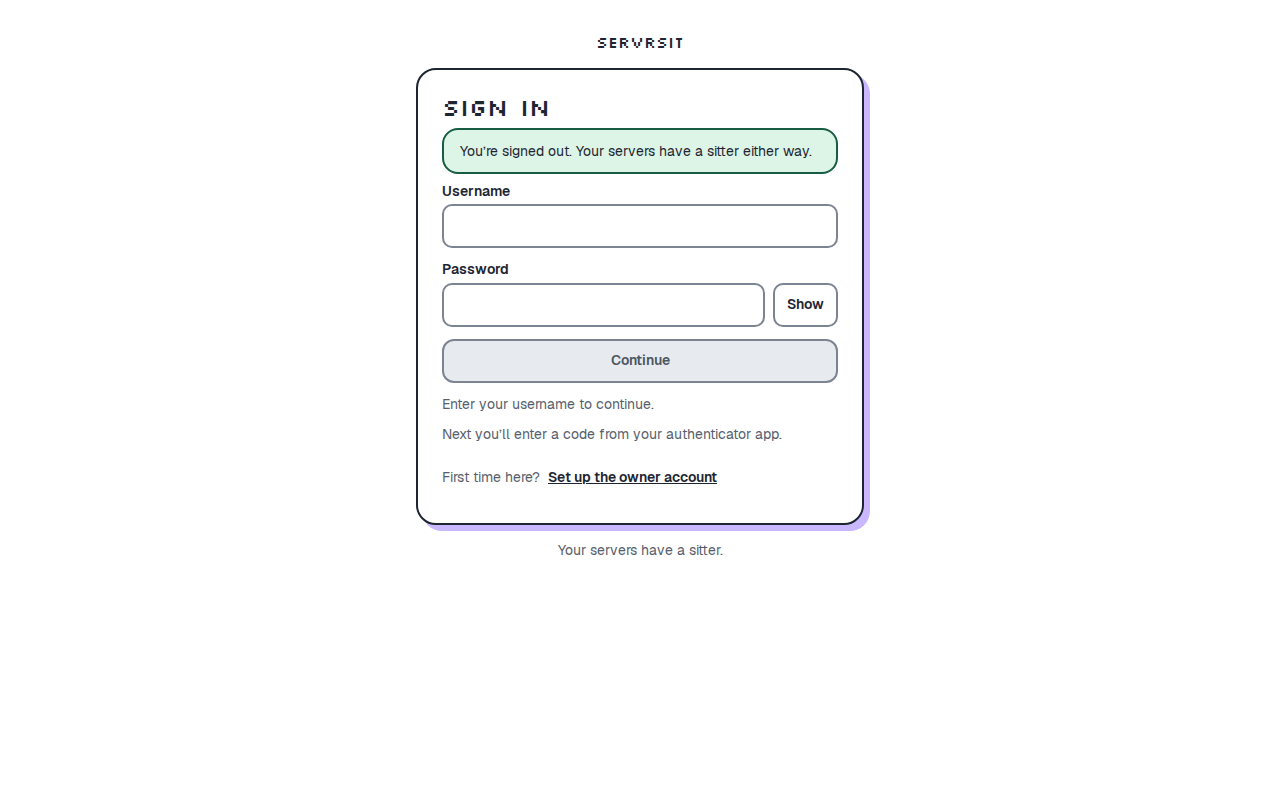 SERVRSIT
SIGN IN
You're signed out. Your servers have a sitter either way.
Username
Password
Show
Continue
Enter your username to continue.
Next you'll enter a code from your authenticator app.
First time here? Set up the owner account
Your servers have a sitter.